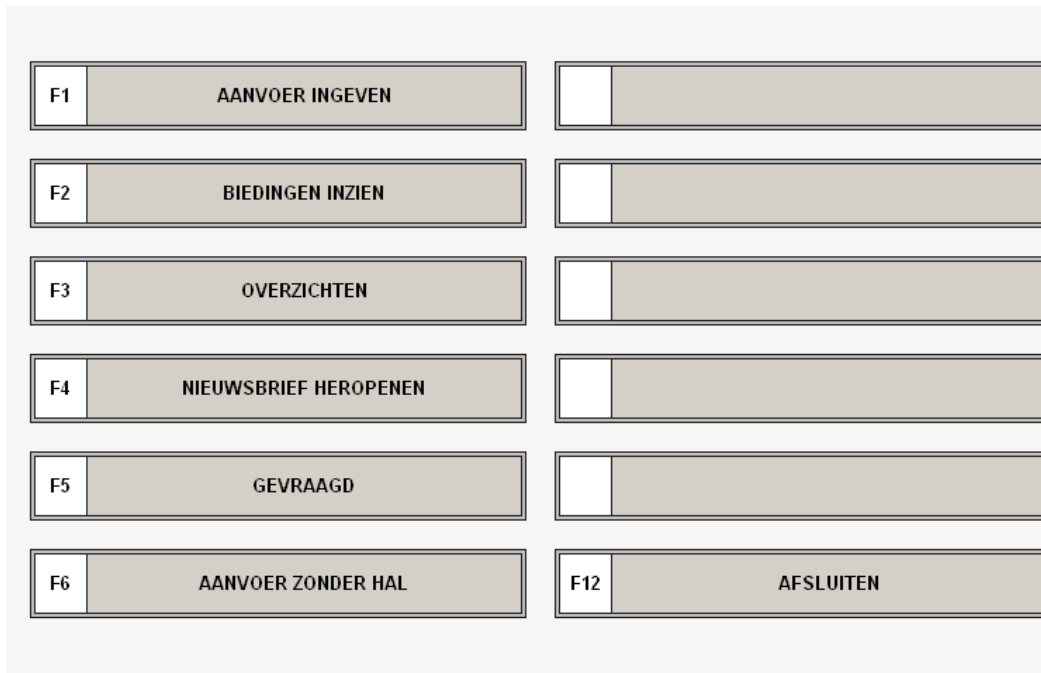 F1 AANVOER INGEVEN
F2 BIEDINGEN INZIEN
F3 OVERZICHTEN
F4 NIEUWSBRIEF HEROPENEN
F5 GEVRAAGD
F6 AANVOER ZONDER HAL
F12 AFSLUITEN